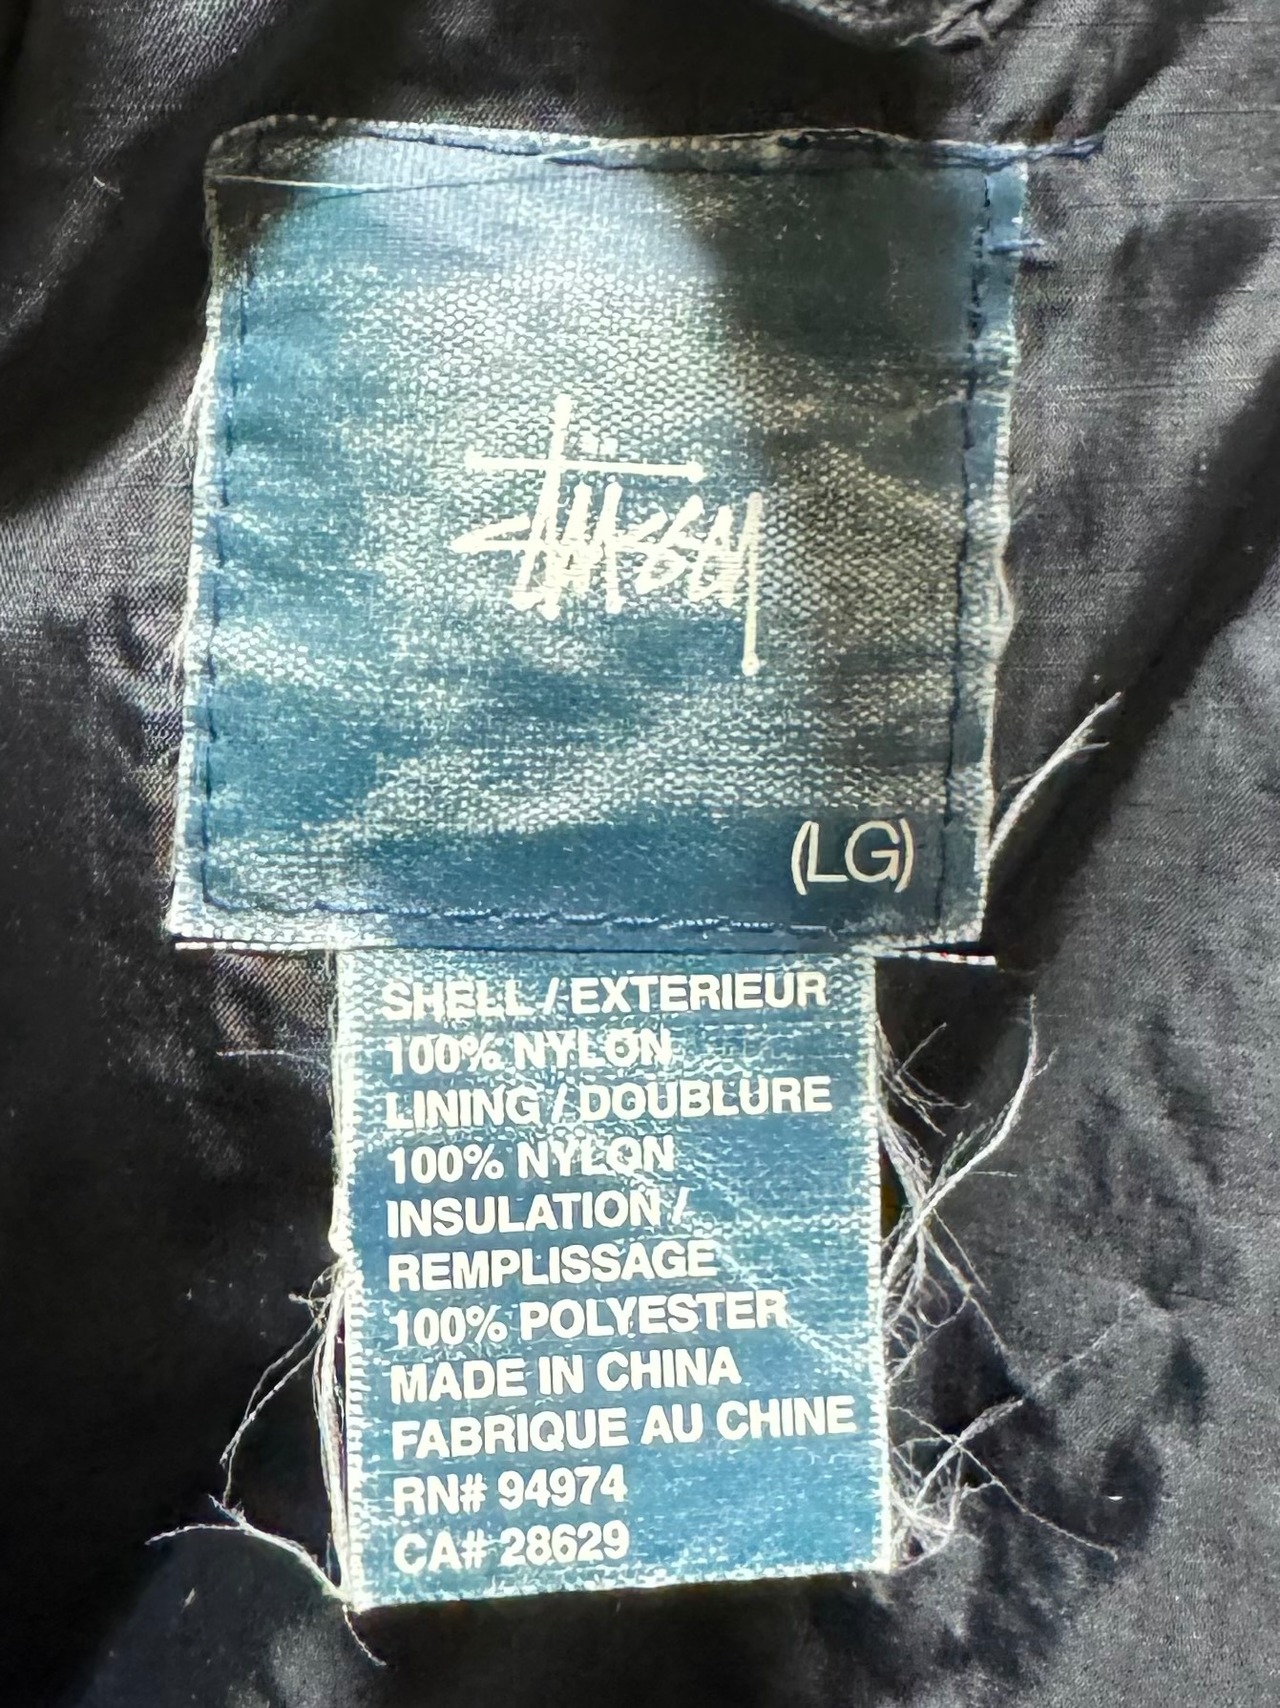 Stüssy
(LG)
SHELL / EXTERIEUR
100% NYLON
LINING / DOUBLURE
100% NYLON
INSULATION /
REMPLISSAGE
100% POLYESTER
MADE IN CHINA
FABRIQUE AU CHINE
RN# 94974
CA# 28629